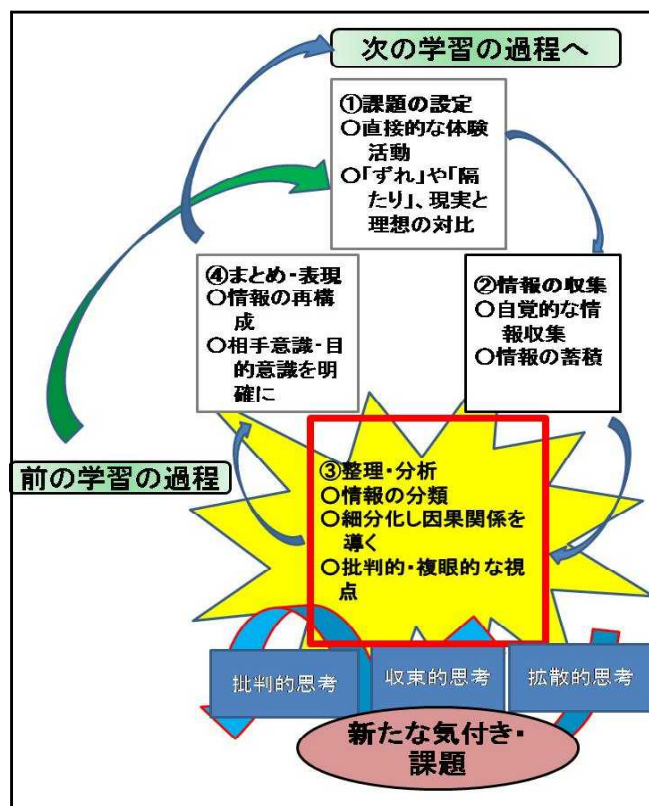 次の学習の過程へ
①課題の設定
○直接的な体験
活動
○「ずれ」や「隔
たり」、現実と
理想の対比
④まとめ・表現
○情報の再構
成
○相手意識・目
的意識を明
確に
②情報の収集
○自覚的な情
報収集
○情報の蓄積
前の学習の過程
③整理・分析
○情報の分類
○細分化し因果関係を
導く
○批判的・複眼的な視
点
批判的思考
収束的思考
拡散的思考
新たな気付き・
課題